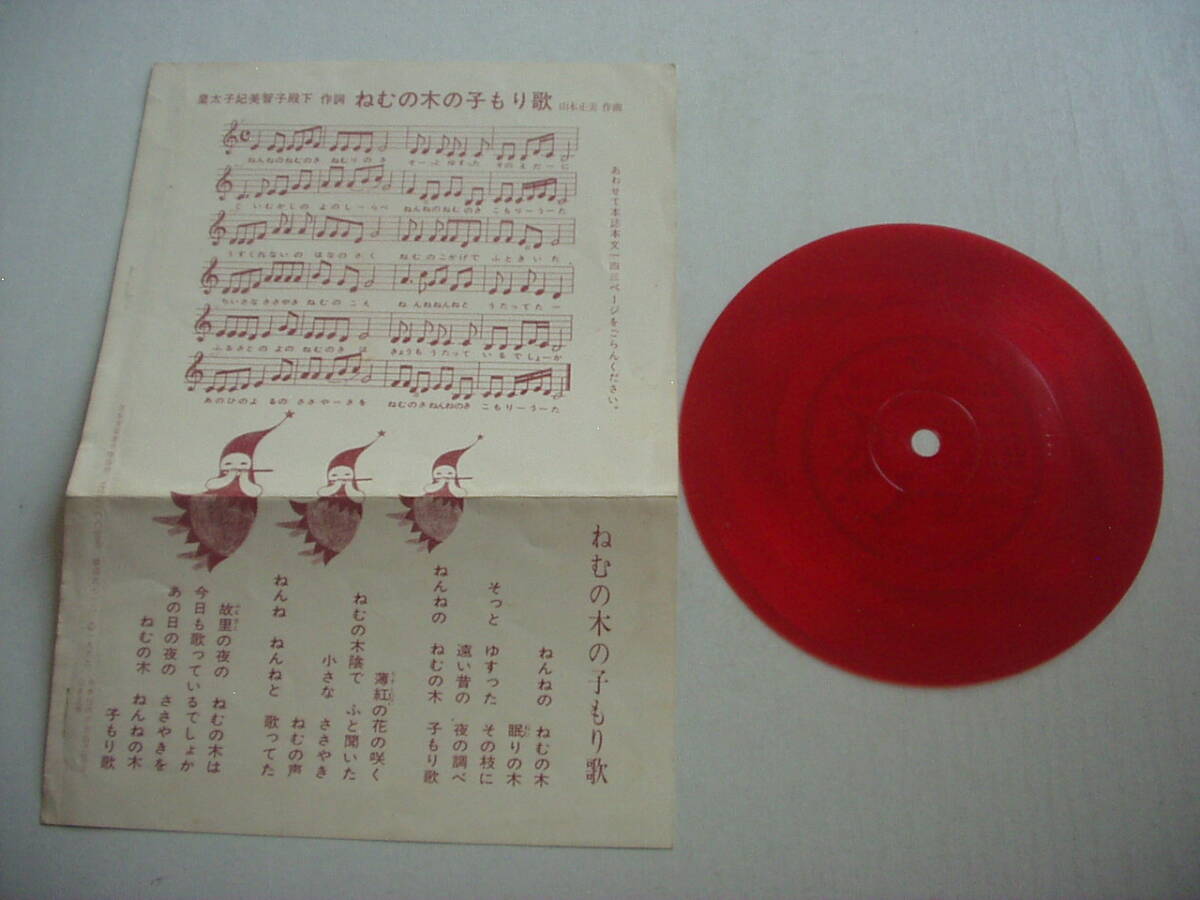 皇太子紀美智子殿下 作詞 ねむの木の子もり歌 山本正美 作曲
ねんねのねむのき ねむりのき そーっとゆすった そのえだーに
とおいむかしの よのしーらべ ねんねのねむのき こもりーうーた
うすくれないの はなのさく ねむのこかげで ふときいた
ちいさなささやき ねむのこえ ねんねねんねと うたってたー
ふるさとのよの ねむのきは きょうもうたって いるでしょーか
あのひのよるの ささやーきを ねむのきねんねのき こもりーうーた
あわせて本誌本文一四三ページをごらんください。
ねむの木の子もり歌
ねんねの ねむの木
眠りの木
そっと ゆすった その枝に
遠い昔の 夜の調べ
ねんねの ねむの木 子もり歌
薄紅の花の咲く
ねむの木陰で ふと聞いた
小さな ささやき
ねむの声
ねんね ねんねと 歌ってた
故里の夜の ねむの木は
今日も歌っているでしょか
あの日の夜の ささやきを
ねむの木 ねんねの木
子もり歌